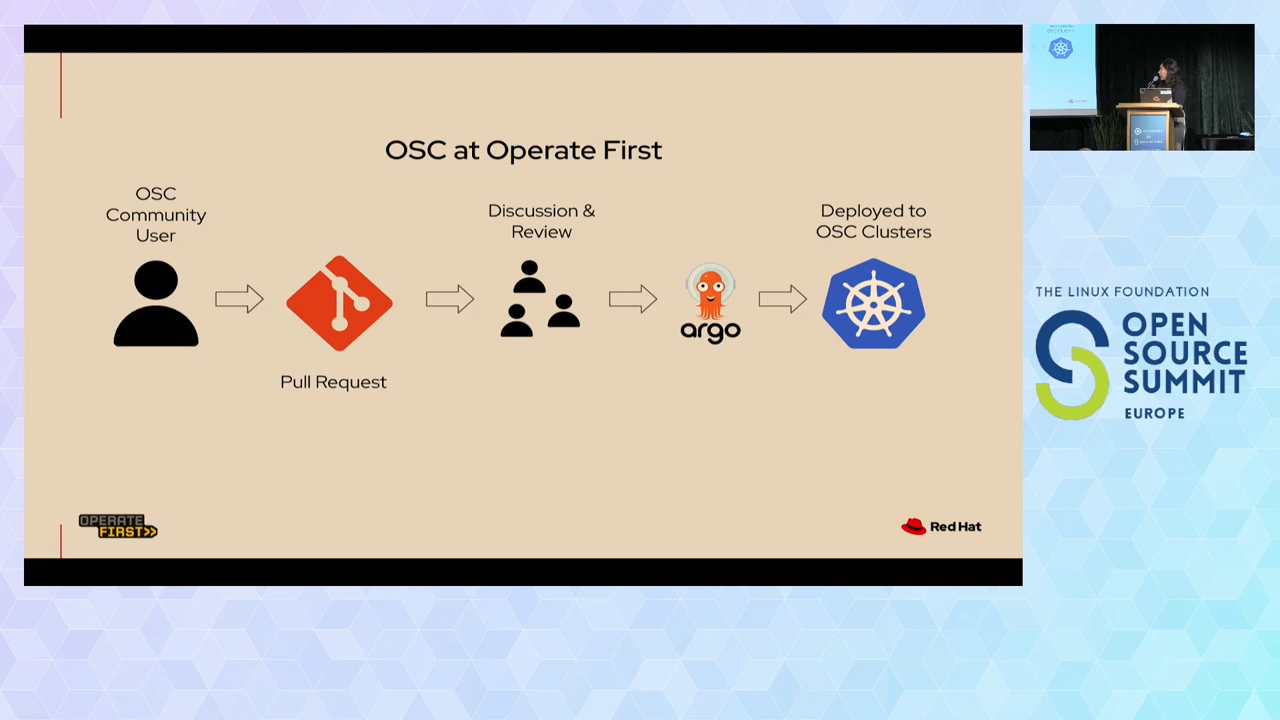 OSC at Operate First
OSC
Community
User
Pull Request
Discussion &
Review
argo
Deployed to
OSC Clusters
OPERATE
FIRST>>
Red Hat
THE LINUX FOUNDATION
OPEN
SOURCE
SUMMIT
EUROPE